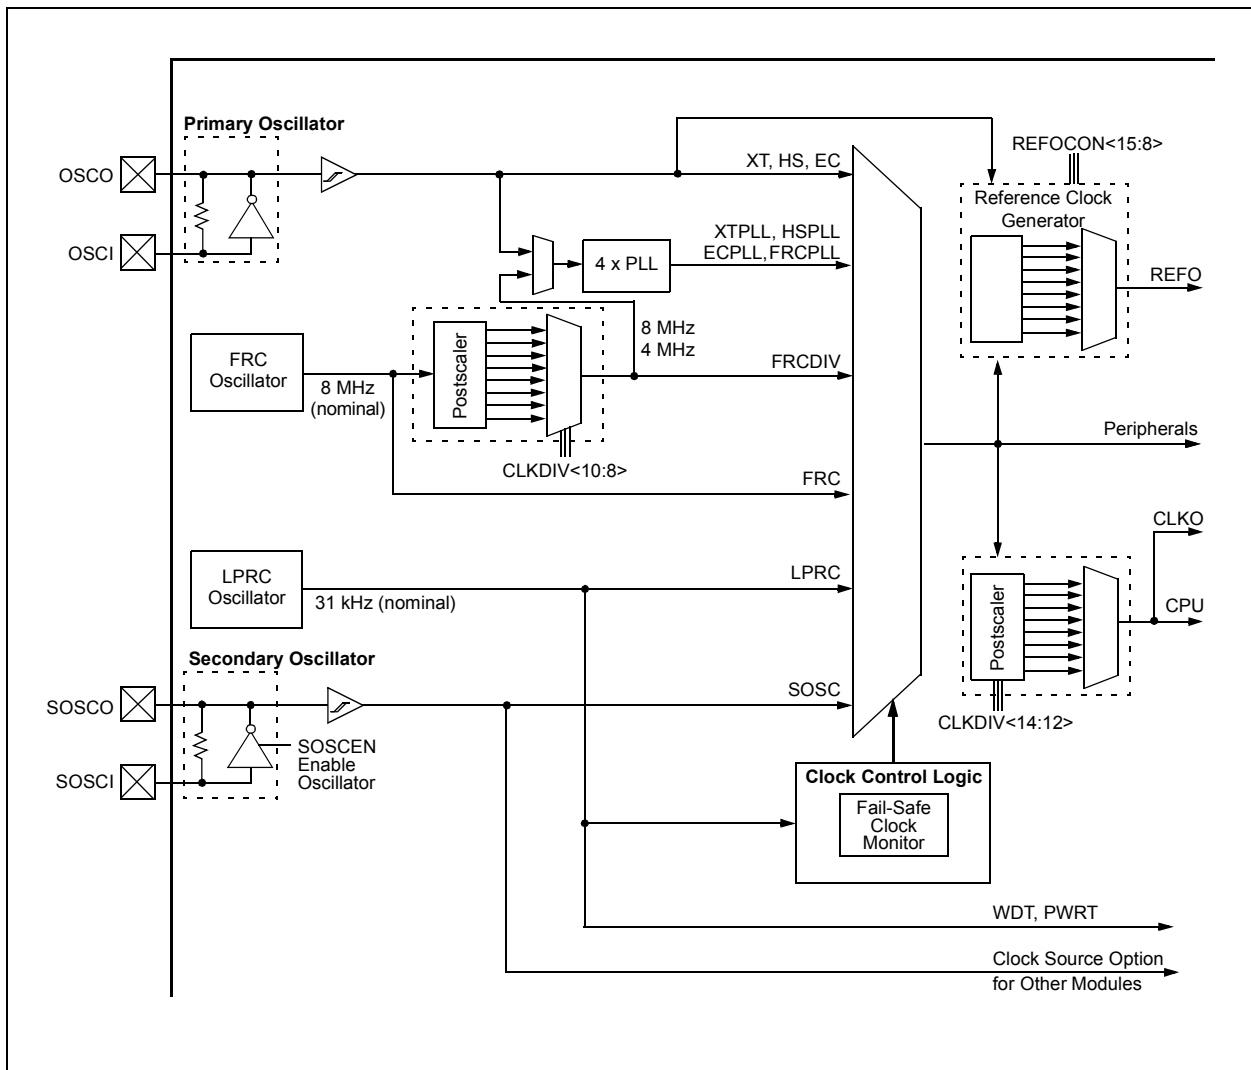 Primary Oscillator
OSCO
OSCI
XT, HS, EC
REFOCON<15:8>
Reference Clock
Generator
REFO
XTPLL, HSPLL
ECPLL,FRCPLL
4 x PLL
8 MHz
4 MHz
FRC
Oscillator
8 MHz
(nominal)
Postscaler
CLKDIV<10:8>
FRCDIV
Peripherals
FRC
LPRC
Oscillator
31 kHz (nominal)
LPRC
CLKO
CPU
Postscaler
CLKDIV<14:12>
Secondary Oscillator
SOSCO
SOSCI
SOSCEN
Enable
Oscillator
SOSC
Clock Control Logic
Fail-Safe
Clock
Monitor
WDT, PWRT
Clock Source Option
for Other Modules